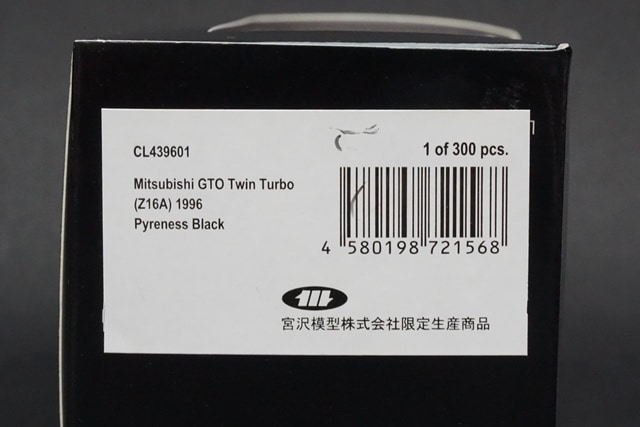 CL439601
1 of 300 pcs.
Mitsubishi GTO Twin Turbo
(Z16A) 1996
Pyreness Black
4 580198 721568
宮沢模型株式会社限定生産商品